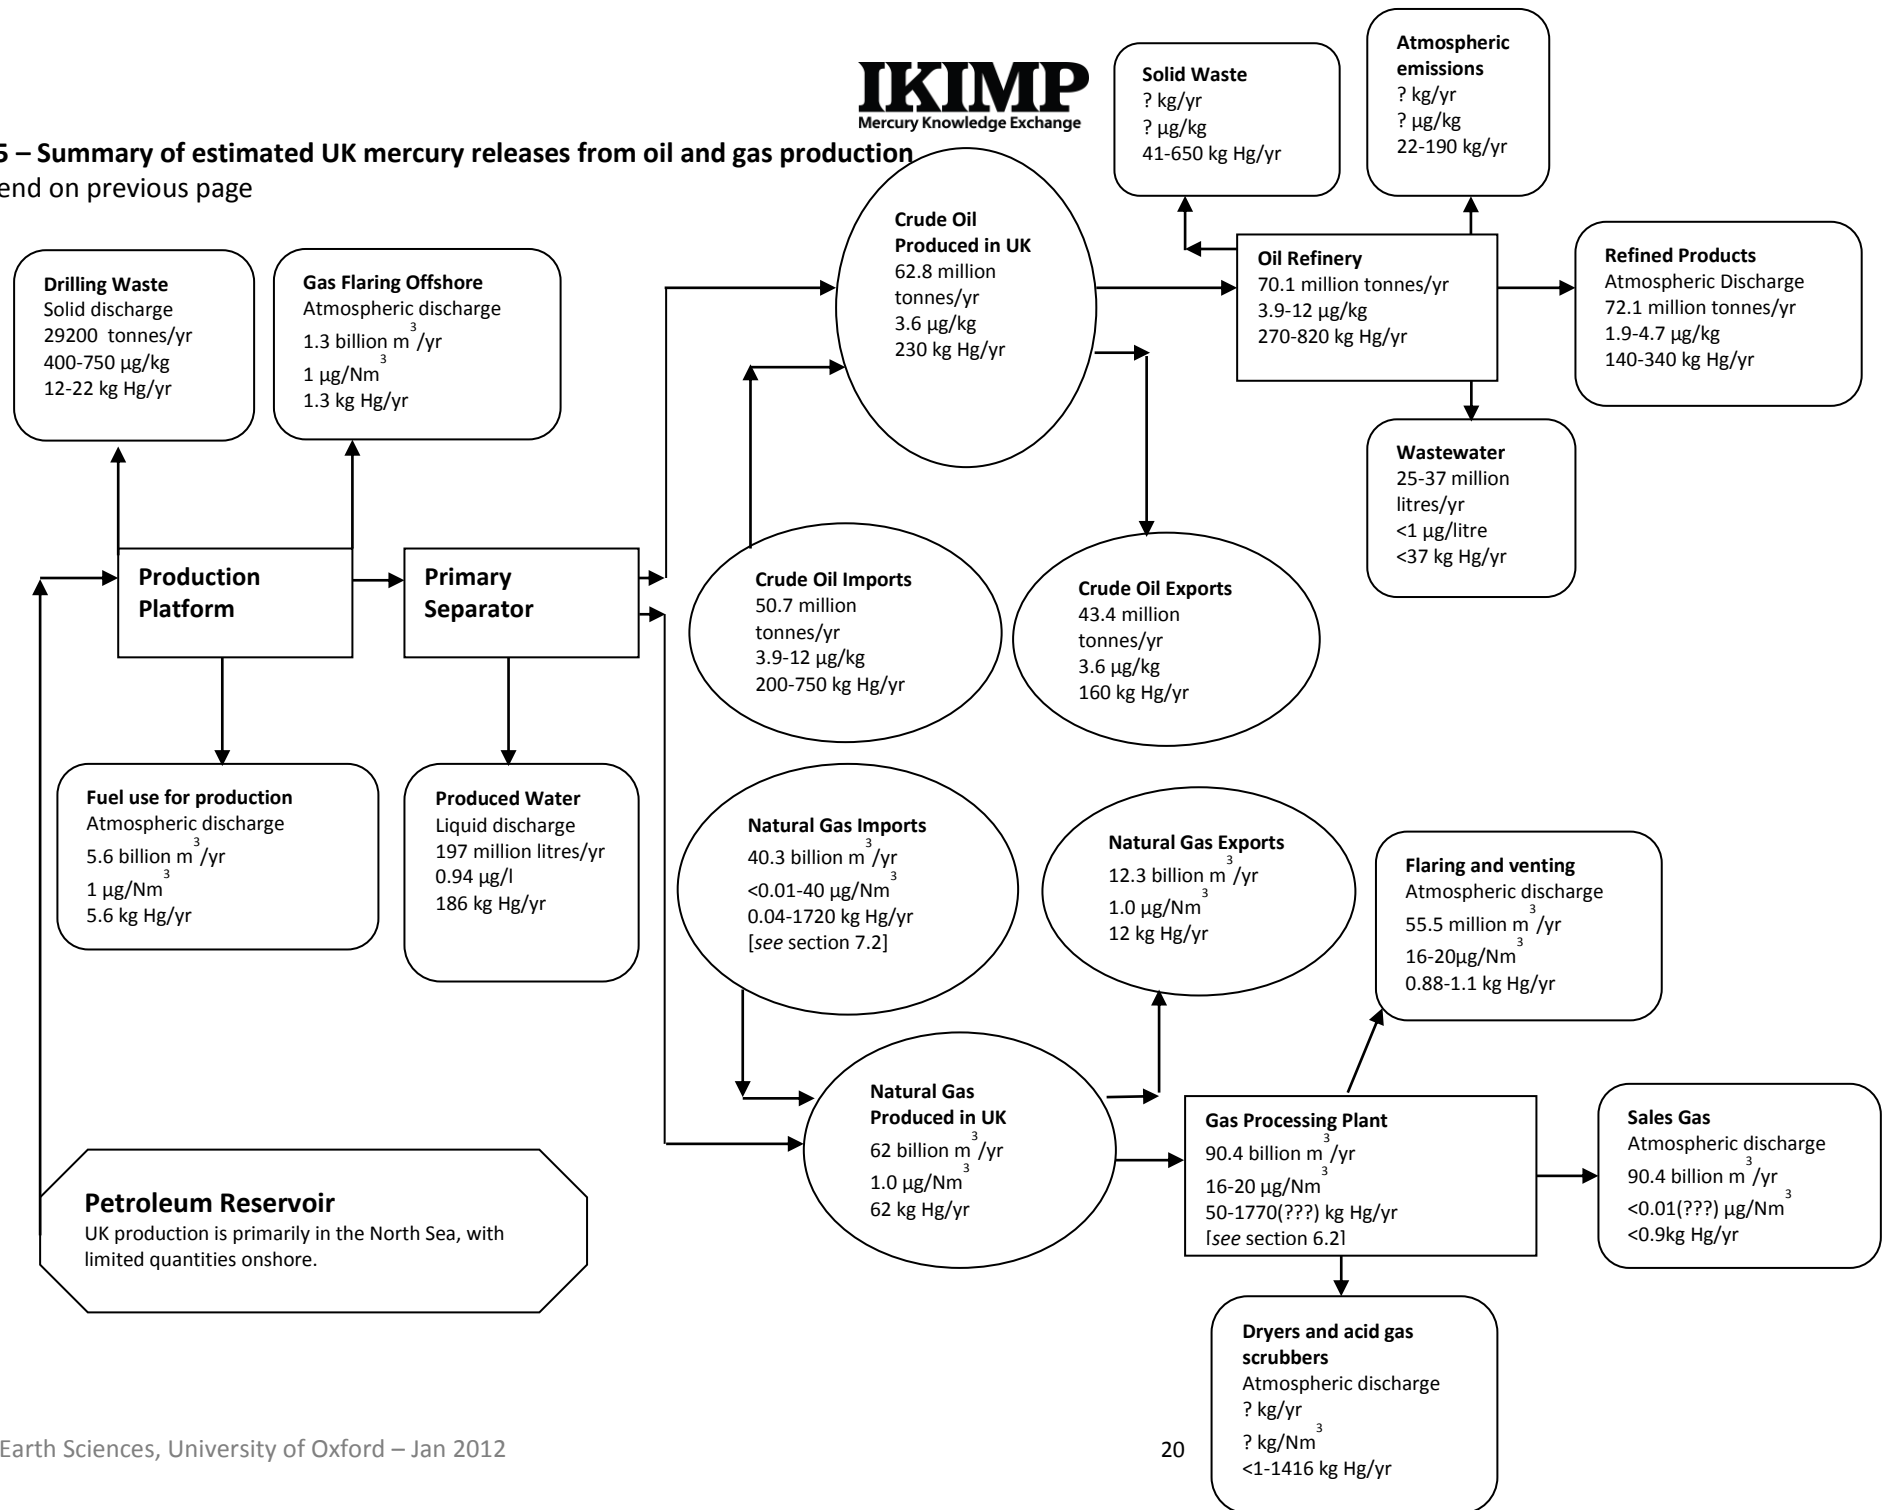 IKIMP
Mercury Knowledge Exchange
5 – Summary of estimated UK mercury releases from oil and gas production
end on previous page
Solid Waste
? kg/yr
? µg/kg
41-650 kg Hg/yr
Atmospheric
emissions
? kg/yr
? µg/kg
22-190 kg/yr
Drilling Waste
Solid discharge
29200 tonnes/yr
400-750 µg/kg
12-22 kg Hg/yr
Gas Flaring Offshore
Atmospheric discharge
1.3 billion m³/yr
1 µg/Nm³
1.3 kg Hg/yr
Crude Oil
Produced in UK
62.8 million
tonnes/yr
3.6 µg/kg
230 kg Hg/yr
Oil Refinery
70.1 million tonnes/yr
3.9-12 µg/kg
270-820 kg Hg/yr
Refined Products
Atmospheric Discharge
72.1 million tonnes/yr
1.9-4.7 µg/kg
140-340 kg Hg/yr
Wastewater
25-37 million
litres/yr
<1 µg/litre
<37 kg Hg/yr
Production
Platform
Primary
Separator
Crude Oil Imports
50.7 million
tonnes/yr
3.9-12 µg/kg
200-750 kg Hg/yr
Crude Oil Exports
43.4 million
tonnes/yr
3.6 µg/kg
160 kg Hg/yr
Fuel use for production
Atmospheric discharge
5.6 billion m³/yr
1 µg/Nm³
5.6 kg Hg/yr
Produced Water
Liquid discharge
197 million litres/yr
0.94 µg/l
186 kg Hg/yr
Natural Gas Imports
40.3 billion m³/yr
<0.01-40 µg/Nm³
0.04-1720 kg Hg/yr
[see section 7.2]
Natural Gas Exports
12.3 billion m³/yr
1.0 µg/Nm³
12 kg Hg/yr
Flaring and venting
Atmospheric discharge
55.5 million m³/yr
16-20µg/Nm³
0.88-1.1 kg Hg/yr
Natural Gas
Produced in UK
62 billion m³/yr
1.0 µg/Nm³
62 kg Hg/yr
Gas Processing Plant
90.4 billion m³/yr
16-20 µg/Nm³
50-1770(???) kg Hg/yr
[see section 6.2]
Sales Gas
Atmospheric discharge
90.4 billion m³/yr
<0.01(???) µg/Nm³
<0.9kg Hg/yr
Petroleum Reservoir
UK production is primarily in the North Sea, with
limited quantities onshore.
Dryers and acid gas
scrubbers
Atmospheric discharge
? kg/yr
? kg/Nm³
<1-1416 kg Hg/yr
Earth Sciences, University of Oxford – Jan 2012
20